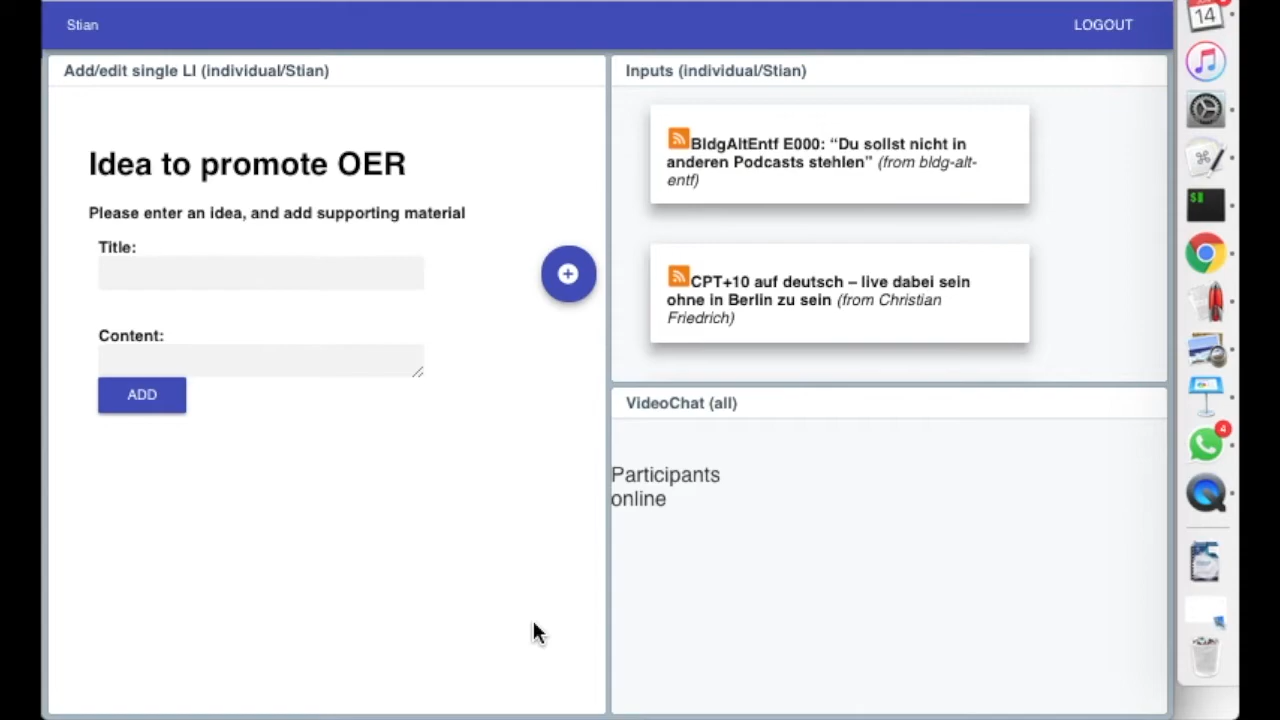 Stian
LOGOUT
Add/edit single LI (individual/Stian)
Idea to promote OER
Please enter an idea, and add supporting material
Title:
Content:
ADD
Inputs (individual/Stian)
BldgAltEntf E000: “Du sollst nicht in
anderen Podcasts stehlen” (from bldg-alt-
entf)
CPT+10 auf deutsch – live dabei sein
ohne in Berlin zu sein (from Christian
Friedrich)
VideoChat (all)
Participants
online
14
4